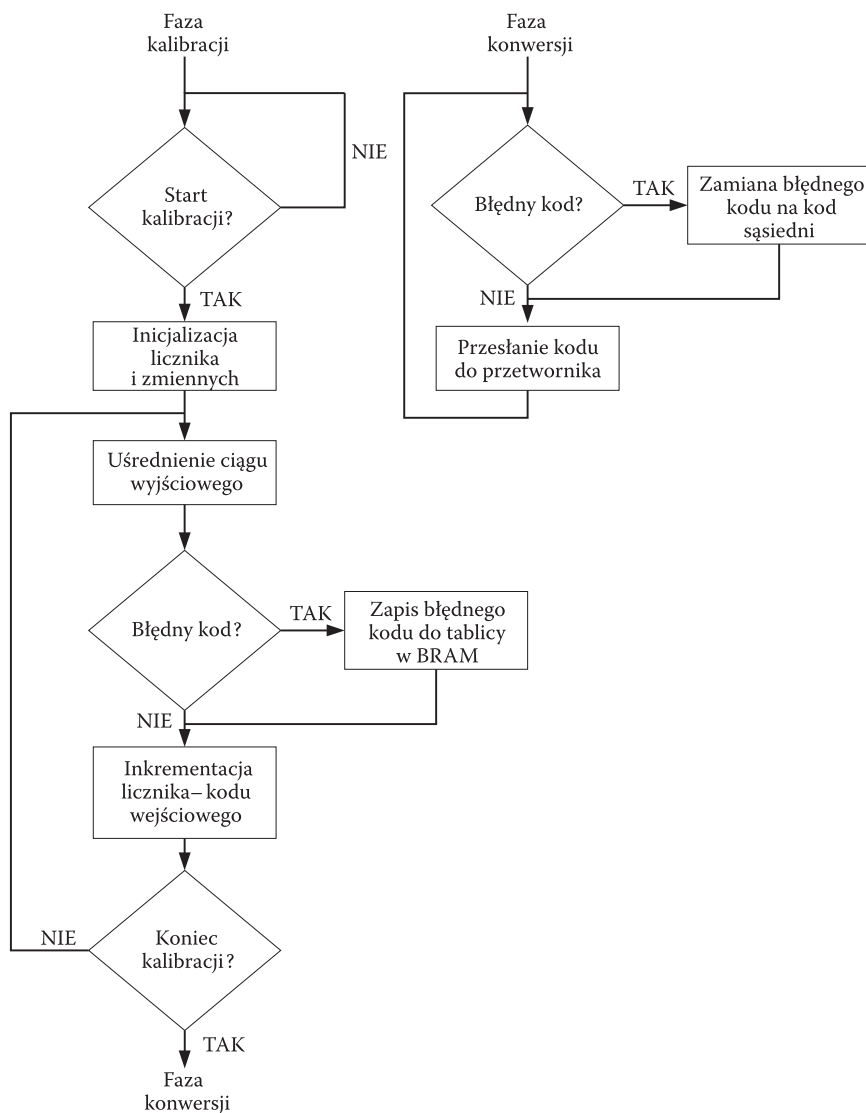 Faza
kalibracji
Start
kalibracji?
NIE
TAK
Inicjalizacja
licznika
i zmiennych
Uśrednienie ciągu
wyjściowego
Błędny kod?
TAK
Zapis błędnego
kodu do tablicy
w BRAM
NIE
Inkrementacja
licznika– kodu
wejściowego
Koniec
kalibracji?
NIE
TAK
Faza
konwersji
Faza
konwersji
Błędny kod?
TAK
Zamiana błędnego
kodu na kod
sąsiedni
NIE
Przesłanie kodu
do przetwornika